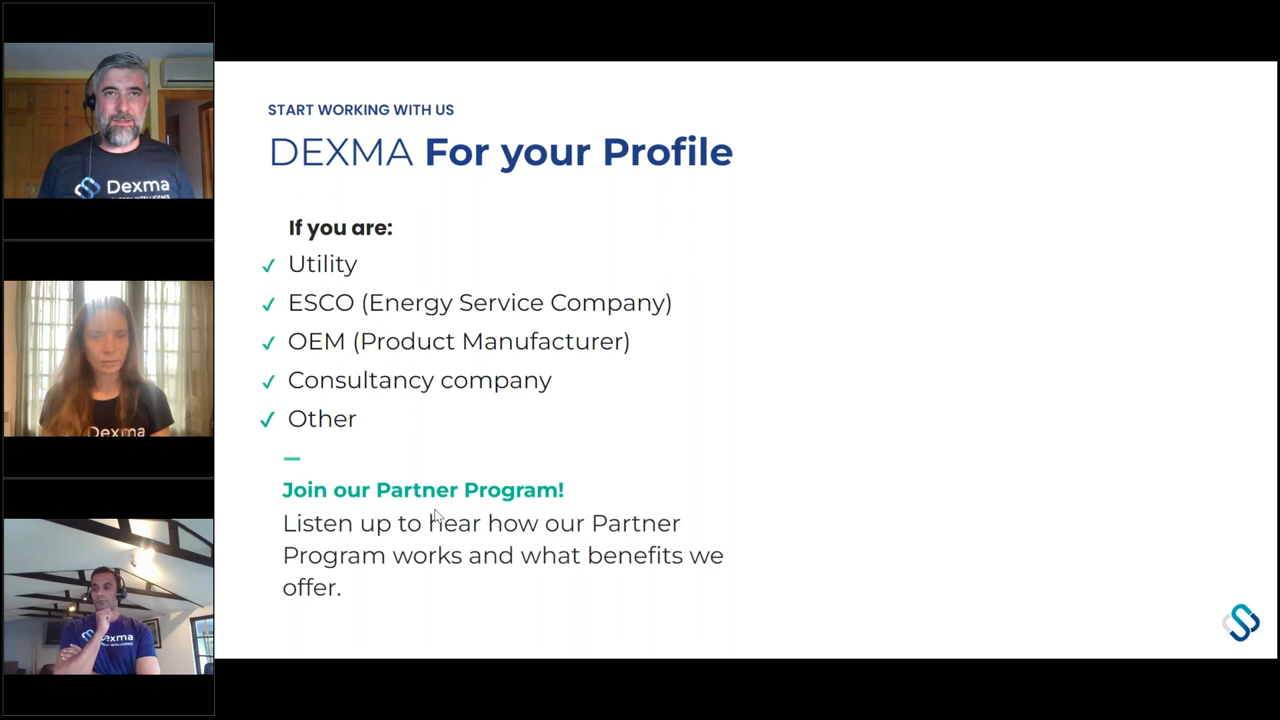 START WORKING WITH US
DEXMA For your Profile
If you are:
✓ Utility
✓ ESCO (Energy Service Company)
✓ OEM (Product Manufacturer)
✓ Consultancy company
✓ Other
Join our Partner Program!
Listen up to hear how our Partner
Program works and what benefits we
offer.
Dexma
Dexma
Dexma